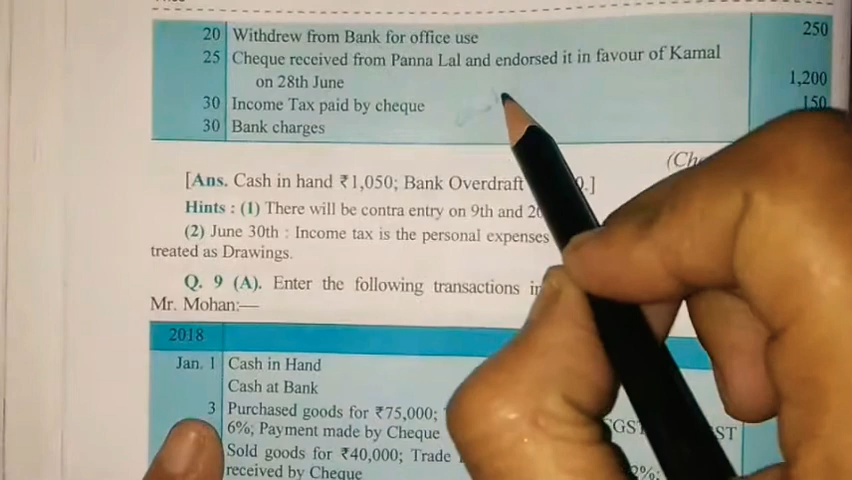 20 Withdrew from Bank for office use 250
25 Cheque received from Panna Lal and endorsed it in favour of Kamal
on 28th June 1,200
30 Income Tax paid by cheque 150
30 Bank charges
(Ch
[Ans. Cash in hand ₹1,050; Bank Overdraft .]
Hints : (1) There will be contra entry on 9th and
(2) June 30th : Income tax is the personal expenses
treated as Drawings.
Q. 9 (A). Enter the following transactions
Mr. Mohan:—
2018
Jan. 1 Cash in Hand
Cash at Bank
3 Purchased goods for ₹75,000;
6%; Payment made by Cheque ST
Sold goods for ₹40,000; Trade
received by Cheque